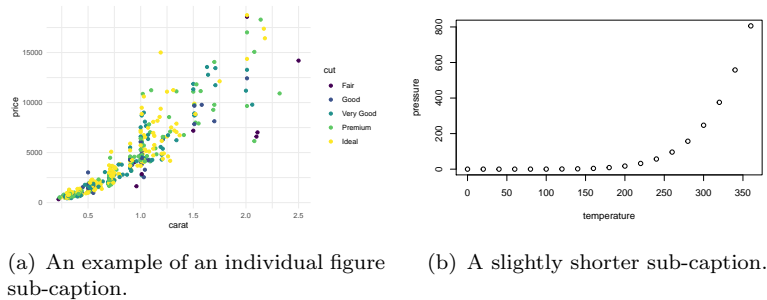 15000
10000
5000
0
price
0.5 1.0 1.5 2.0 2.5
carat
cut
Fair
Good
Very Good
Premium
Ideal
800
600
400
200
0
pressure
0 50 100 150 200 250 300 350
temperature
(a) An example of an individual figure
sub-caption.
(b) A slightly shorter sub-caption.